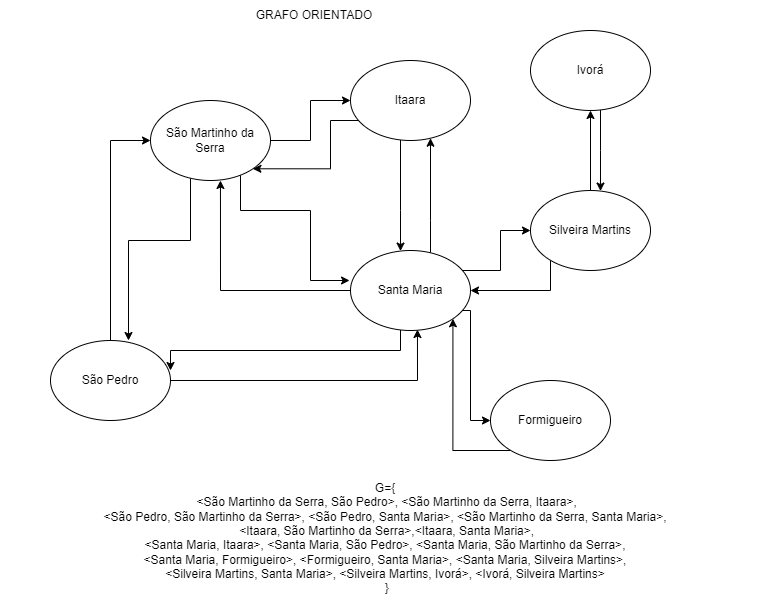 GRAFO ORIENTADO
Ivorá
Itaara
São Martinho da
Serra
Silveira Martins
Santa Maria
São Pedro
Formigueiro
G={
<São Martinho da Serra, São Pedro>, <São Martinho da Serra, Itaara>,
<São Pedro, São Martinho da Serra>, <São Pedro, Santa Maria>, <São Martinho da Serra, Santa Maria>,
<Itaara, São Martinho da Serra>,<Itaara, Santa Maria>,
<Santa Maria, Itaara>, <Santa Maria, São Pedro>, <Santa Maria, São Martinho da Serra>,
<Santa Maria, Formigueiro>, <Formigueiro, Santa Maria>, <Santa Maria, Silveira Martins>,
<Silveira Martins, Santa Maria>, <Silveira Martins, Ivorá>, <Ivorá, Silveira Martins>
}